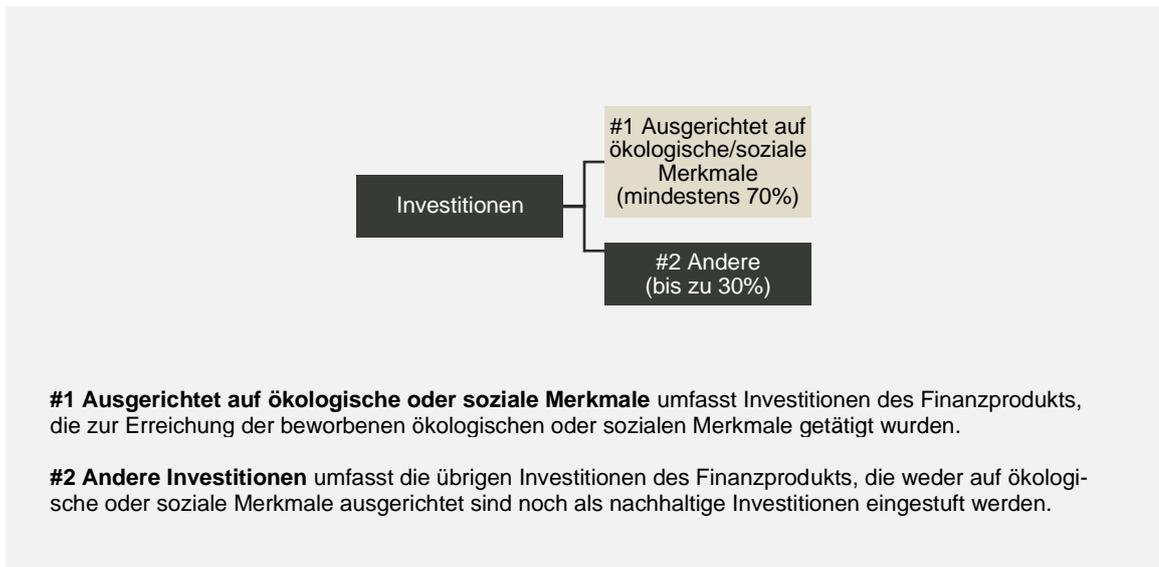 #1 Ausgerichtet auf
ökologische/soziale
Merkmale
(mindestens 70%)
Investitionen
#2 Andere
(bis zu 30%)
#1 Ausgerichtet auf ökologische oder soziale Merkmale umfasst Investitionen des Finanzprodukts,
die zur Erreichung der beworbenen ökologischen oder sozialen Merkmale getätigt wurden.
#2 Andere Investitionen umfasst die übrigen Investitionen des Finanzprodukts, die weder auf ökologi-
sche oder soziale Merkmale ausgerichtet sind noch als nachhaltige Investitionen eingestuft werden.